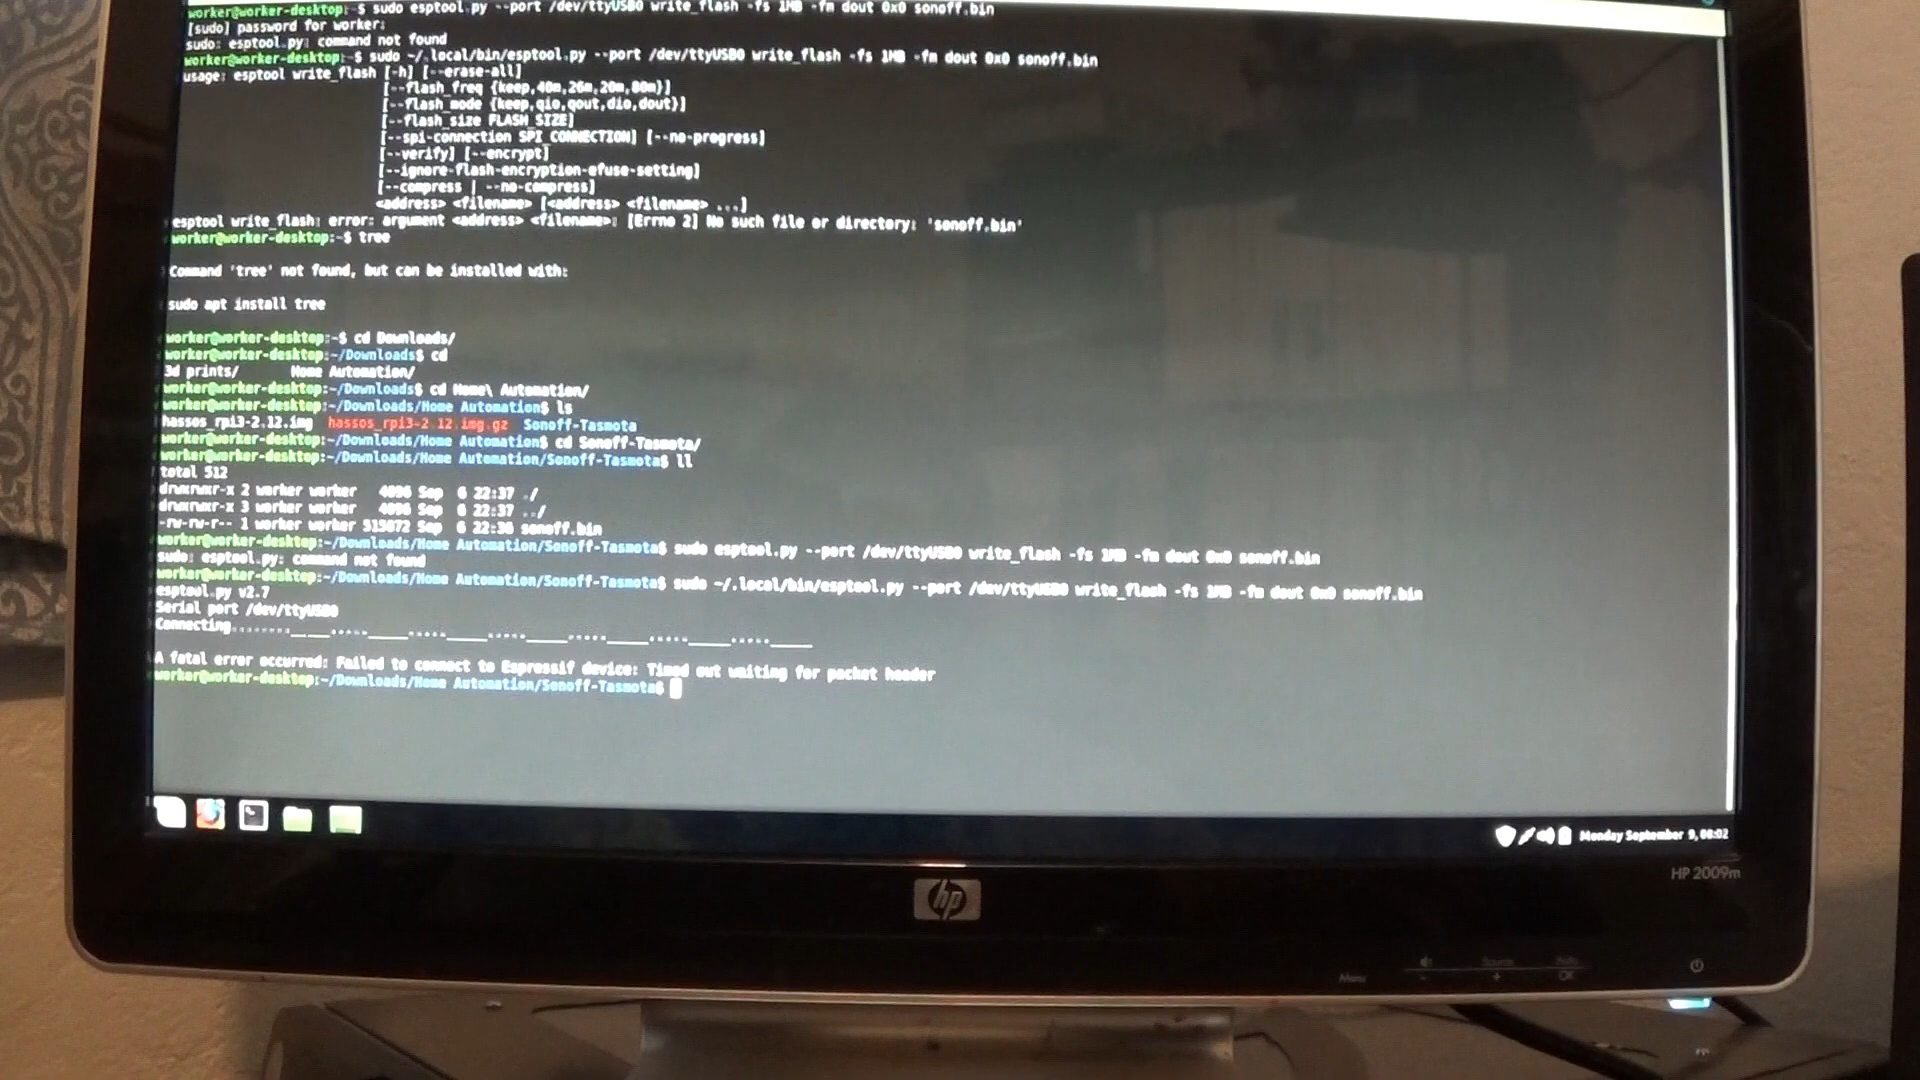 worker@worker-desktop:~$ sudo esptool.py --port /dev/ttyUSB0 write_flash -fs 1MB -fm dout 0x0 sonoff.bin
[sudo] password for worker:
sudo: esptool.py: command not found
worker@worker-desktop:~$ sudo ~/.local/bin/esptool.py --port /dev/ttyUSB0 write_flash -fs 1MB -fm dout 0x0 sonoff.bin
usage: esptool write_flash [-h] [--erase-all]
[--flash_freq {keep,40m,26m,20m,80m}]
[--flash_mode {keep,qio,qout,dio,dout}]
[--flash_size FLASH_SIZE]
[--spi-connection SPI_CONNECTION] [--no-progress]
[--verify] [--encrypt]
[--ignore-flash-encryption-efuse-setting]
[--compress | --no-compress]
<address> <filename> [<address> <filename> ...]
esptool write_flash: error: argument <address> <filename>: [Errno 2] No such file or directory: 'sonoff.bin'
worker@worker-desktop:~$ tree
Command 'tree' not found, but can be installed with:
sudo apt install tree
worker@worker-desktop:~$ cd Downloads/
worker@worker-desktop:~/Downloads$ cd
3d prints/ Home Automation/
worker@worker-desktop:~/Downloads$ cd Home\ Automation/
worker@worker-desktop:~/Downloads/Home Automation$ ls
hassos_rpi3-2.12.img hassos_rpi3-2.12.img.gz Sonoff-Tasmota
worker@worker-desktop:~/Downloads/Home Automation$ cd Sonoff-Tasmota/
worker@worker-desktop:~/Downloads/Home Automation/Sonoff-Tasmota$ ll
total 512
drwxrwxr-x 2 worker worker 4096 Sep 6 22:37 ./
drwxrwxr-x 3 worker worker 4096 Sep 6 22:37 ../
-rw-rw-r-- 1 worker worker 515872 Sep 6 22:36 sonoff.bin
worker@worker-desktop:~/Downloads/Home Automation/Sonoff-Tasmota$ sudo esptool.py --port /dev/ttyUSB0 write_flash -fs 1MB -fm dout 0x0 sonoff.bin
sudo: esptool.py: command not found
worker@worker-desktop:~/Downloads/Home Automation/Sonoff-Tasmota$ sudo ~/.local/bin/esptool.py --port /dev/ttyUSB0 write_flash -fs 1MB -fm dout 0x0 sonoff.bin
esptool.py v2.7
Serial port /dev/ttyUSB0
Connecting........_____....._____....._____....._____....._____....._____....._____
A fatal error occurred: Failed to connect to Espressif device: Timed out waiting for packet header
worker@worker-desktop:~/Downloads/Home Automation/Sonoff-Tasmota$
Monday September 9, 08:02
HP 2009m
hp
Menu - Source + Auto OK